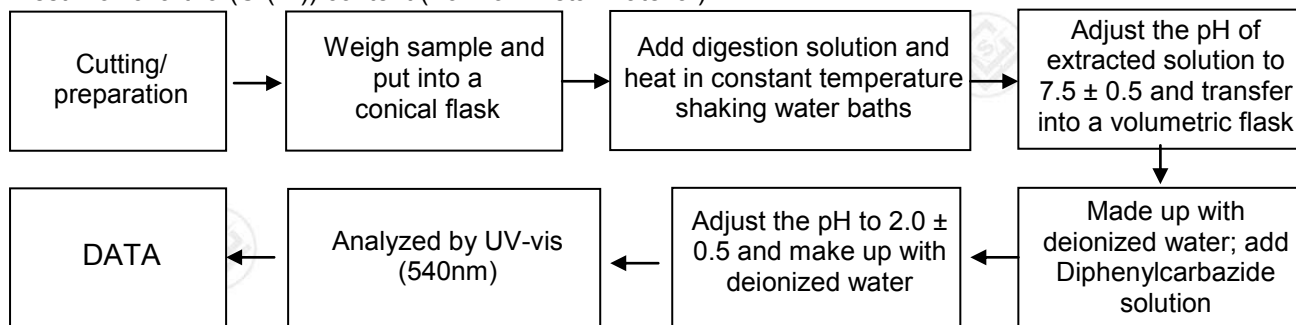 Cutting/
preparation
Weigh sample and
put into a
conical flask
Add digestion solution and
heat in constant temperature
shaking water baths
Adjust the pH of
extracted solution to
7.5 ± 0.5 and transfer
into a volumetric flask
Made up with
deionized water; add
Diphenylcarbazide
solution
Adjust the pH to 2.0 ±
0.5 and make up with
deionized water
Analyzed by UV-vis
(540nm)
DATA